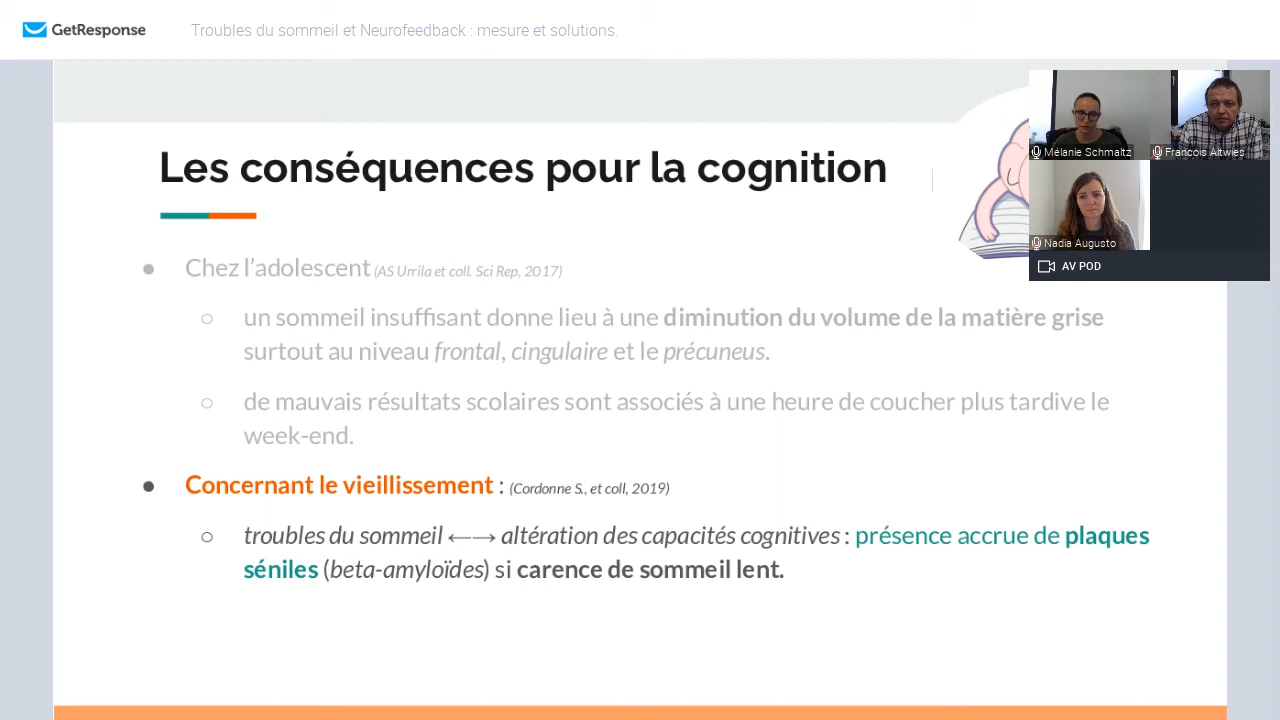 GetResponse
Troubles du sommeil et Neurofeedback : mesure et solutions.
Mélanie Schmaltz
Francois Altwies
Nadia Augusto
AV POD
Les conséquences pour la cognition
● Chez l'adolescent (AS Urrila et coll. Sci Rep, 2017)
○ un sommeil insuffisant donne lieu à une diminution du volume de la matière grise
surtout au niveau frontal, cingulaire et le précuneus.
○ de mauvais résultats scolaires sont associés à une heure de coucher plus tardive le
week-end.
● Concernant le vieillissement : (Cordonne S., et coll, 2019)
○ troubles du sommeil ←→ altération des capacités cognitives : présence accrue de plaques
séniles (beta-amyloïdes) si carence de sommeil lent.